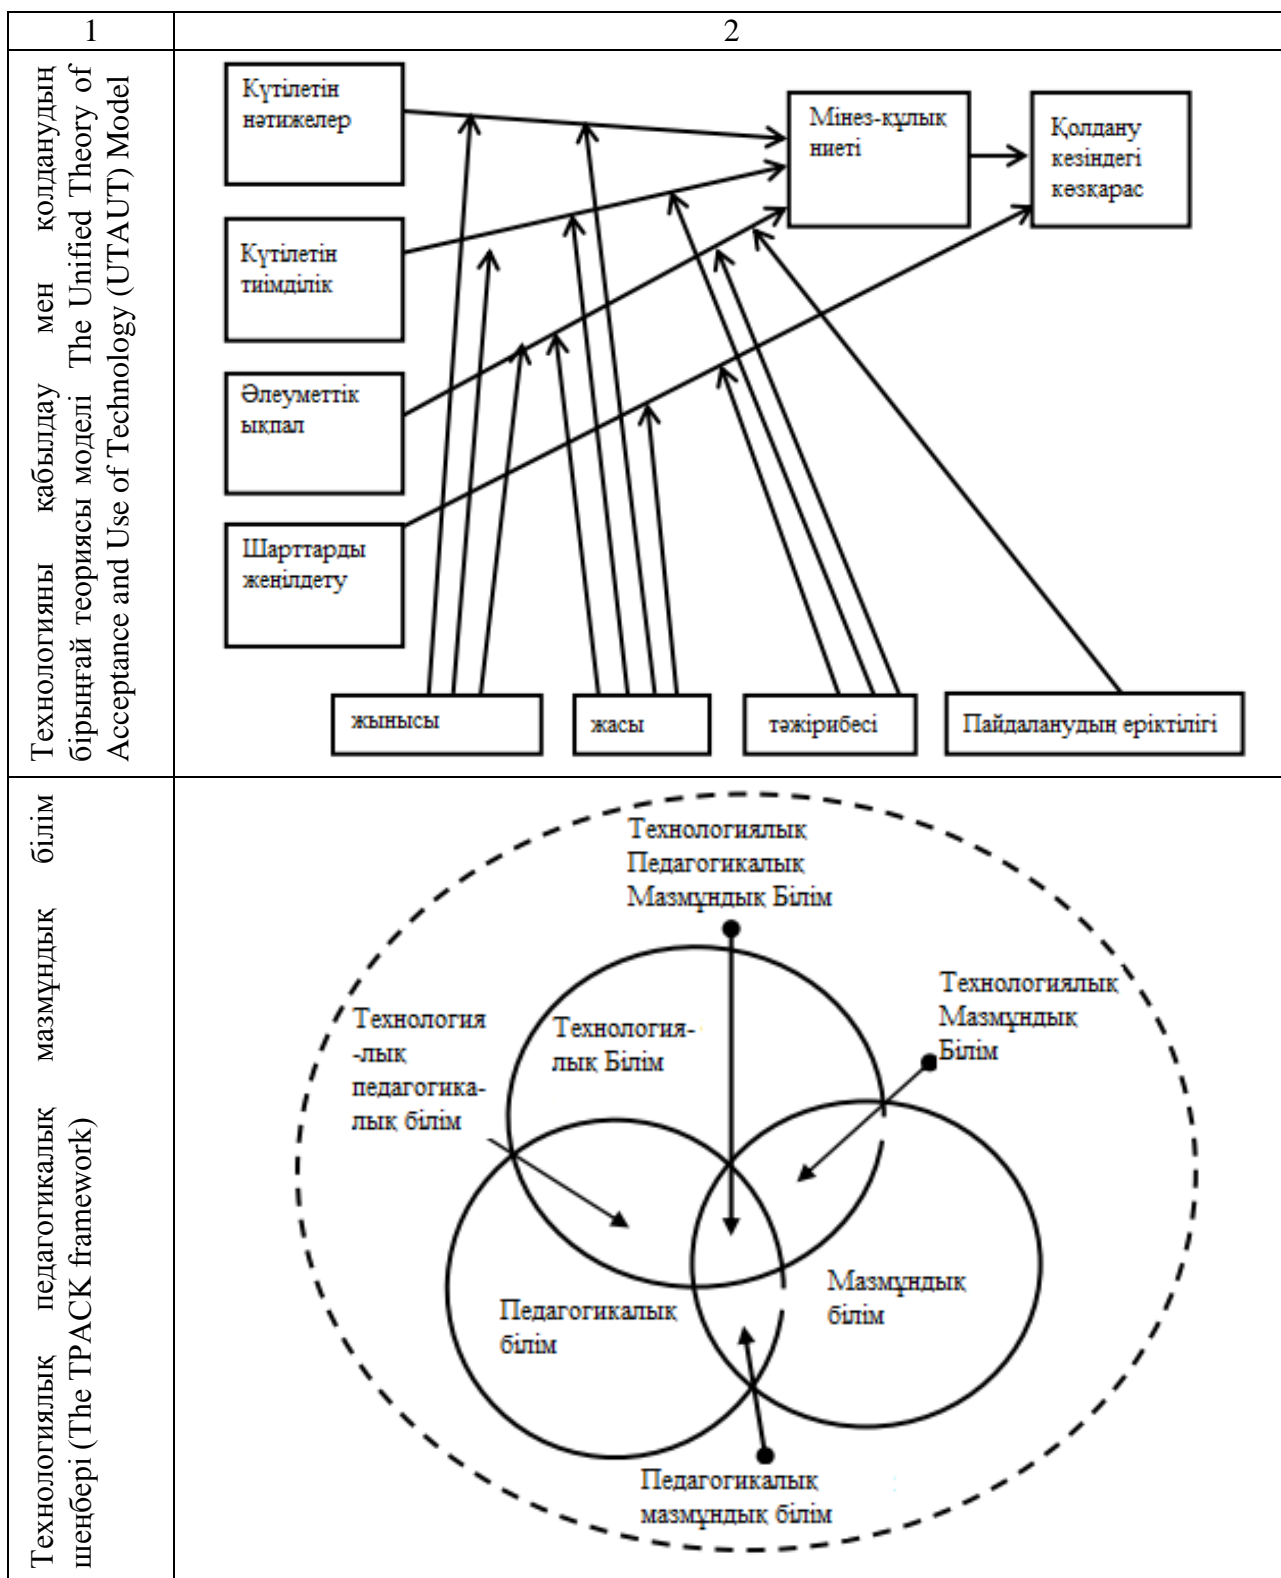 1
2
Технологияны қабылдау мен қолданудың
бірыңғай теориясы моделі The Unified Theory of
Acceptance and Use of Technology (UTAUT) Model
Күтілетін
нәтижелер
Күтілетін
тиімділік
Әлеуметтік
ықпал
Шарттарды
жеңілдету
Мінез-құлық
ниеті
Қолдану
кезіндегі
көзқарас
жынысы
жасы
тәжірибесі
Пайдаланудың еріктілігі
Технологиялық педагогикалық мазмұндық білім
шеңбері (The TPACK framework)
Технологиялық
Педагогикалық
Мазмұндық Білім
Технология
-лық
педагогика-
лық білім
Технология-
лық Білім
Технологиялық
Мазмұндық
Білім
Педагогикалық
білім
Мазмұндық
білім
Педагогикалық
мазмұндық білім